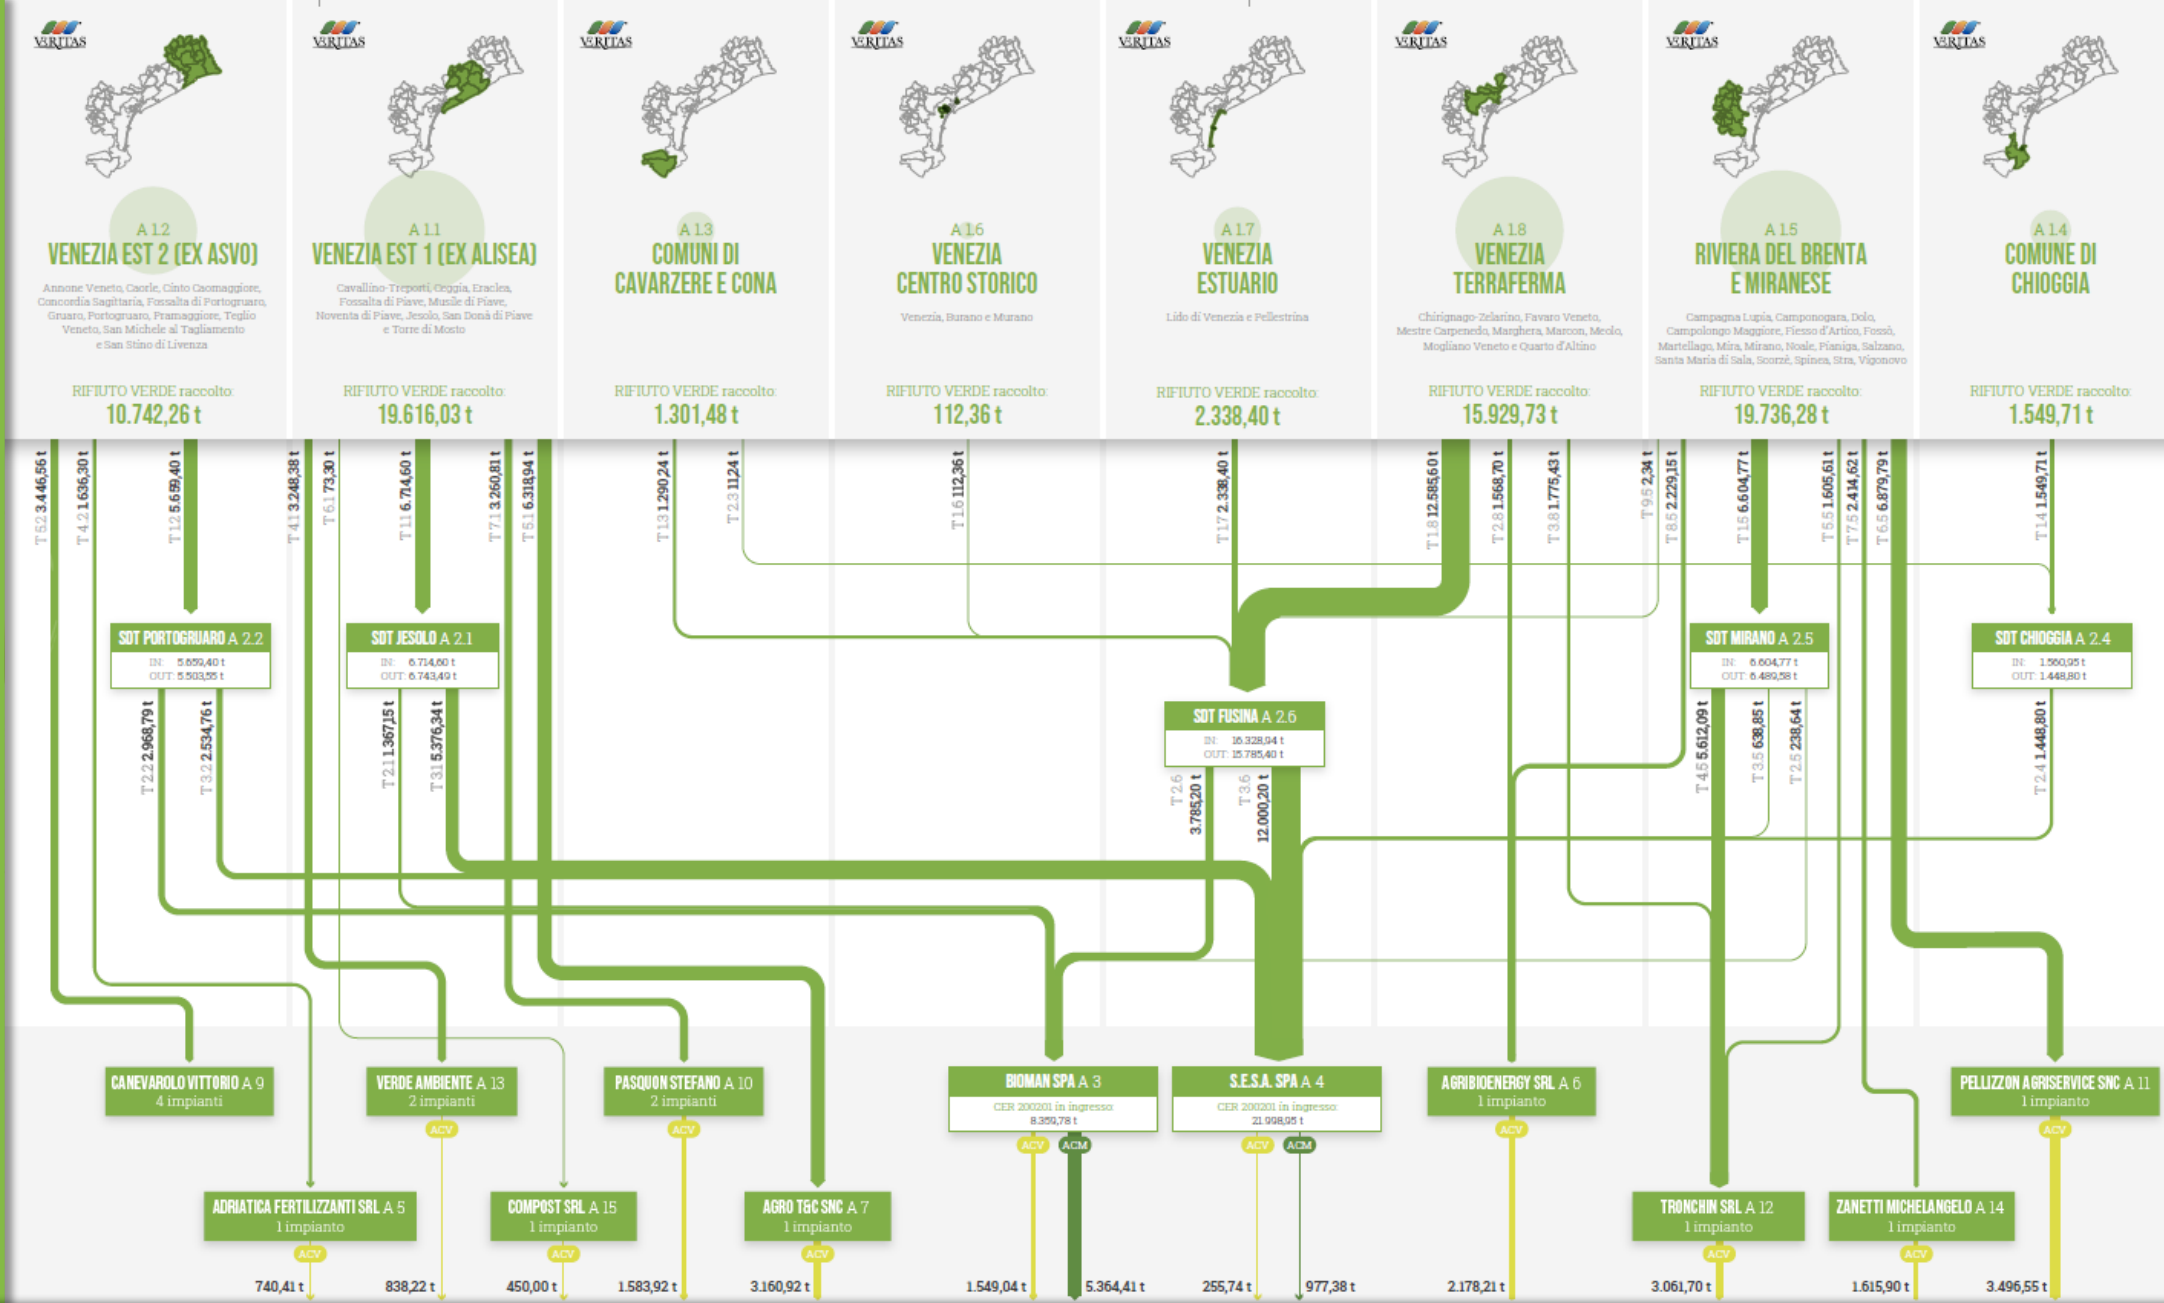 VERITAS
VERITAS
VERITAS
VERITAS
VERITAS
VERITAS
VERITAS
VERITAS
A 1.2
VENEZIA EST 2 (EX ASVO)
Annone Veneto, Caorle, Cinto Caomaggiore,
Concordia Sagittaria, Fossalta di Portogruaro,
Gruaro, Portogruaro, Pramaggiore, Teglio
Veneto, San Michele al Tagliamento
e San Stino di Livenza
RIFIUTO VERDE raccolto:
10.742,26 t
A 1.1
VENEZIA EST 1 (EX ALISEA)
Cavallino-Treporti, Ceggia, Eraclea,
Fossalta di Piave, Musile di Piave,
Noventa di Piave, Jesolo, San Donà di Piave
e Torre di Mosto
RIFIUTO VERDE raccolto:
19.616,03 t
A 1.3
COMUNI DI
CAVARZERE E CONA
RIFIUTO VERDE raccolto:
1.301,48 t
A 1.6
VENEZIA
CENTRO STORICO
Venezia, Burano e Murano
RIFIUTO VERDE raccolto:
112,36 t
A 1.7
VENEZIA
ESTUARIO
Lido di Venezia e Pellestrina
RIFIUTO VERDE raccolto:
2.338,40 t
A 1.8
VENEZIA
TERRAFERMA
Chirignago-Zelarino, Favaro Veneto,
Mestre Carpenedo, Marghera, Marcon, Meolo,
Mogliano Veneto e Quarto d'Altino
RIFIUTO VERDE raccolto:
15.929,73 t
A 1.5
RIVIERA DEL BRENTA
E MIRANESE
Campagna Lupia, Camponogara, Dolo,
Campolongo Maggiore, Fiesso d'Artico, Fossò,
Martellago, Mira, Mirano, Noale, Pianiga, Salzano,
Santa Maria di Sala, Scorzè, Spinea, Stra, Vigonovo
RIFIUTO VERDE raccolto:
19.736,28 t
A 1.4
COMUNE DI
CHIOGGIA
RIFIUTO VERDE raccolto:
1.549,71 t
T 5.2 3.446,56 t
T 4.2 1.636,30 t
T 1.2 5.659,40 t
T 4.1 3.248,38 t
T 6.1 73,30 t
T 1.1 6.714,60 t
T 7.1 3.260,81 t
T 5.1 6.318,94 t
T 1.3 1.290,24 t
T 2.3 11,24 t
T 1.6 112,36 t
T 1.7 2.338,40 t
T 1.8 12.585,60 t
T 2.8 1.568,70 t
T 3.8 1.775,43 t
T 9.5 2,34 t
T 8.5 2.229,15 t
T 1.5 6.604,77 t
T 5.5 1.605,61 t
T 7.5 2.414,62 t
T 6.5 6.879,79 t
T 1.4 1.549,71 t
SDT PORTOGRUARO A 2.2
IN: 5.659,40 t
OUT: 5.503,55 t
SDT JESOLO A 2.1
IN: 6.714,60 t
OUT: 6.743,49 t
SDT MIRANO A 2.5
IN: 6.604,77 t
OUT: 6.489,58 t
SDT CHIOGGIA A 2.4
IN: 1.560,95 t
OUT: 1.448,80 t
SDT FUSINA A 2.6
IN: 16.328,94 t
OUT: 15.785,40 t
T 2.2 2.968,79 t
T 3.2 2.534,76 t
T 2.1 1.367,15 t
T 3.1 5.376,34 t
T 2.6
3.785,20 t
T 3.6
12.000,20 t
T 4.5 5.612,09 t
T 3.5 638,85 t
T 2.5 238,64 t
T 2.4 1.448,80 t
CANEVAROLO VITTORIO A 9
4 impianti
VERDE AMBIENTE A 13
2 impianti
ACV
PASQUON STEFANO A 10
2 impianti
ACV
BIOMAN SPA A 3
CER 200201 in ingresso:
8.359,78 t
ACV
ACM
S.E.S.A. SPA A 4
CER 200201 in ingresso:
21.998,95 t
ACV
ACM
AGRIBIOENERGY SRL A 6
1 impianto
ACV
PELLIZZON AGRISERVICE SNC A 11
1 impianto
ACV
ADRIATICA FERTILIZZANTI SRL A 5
1 impianto
ACV
COMPOST SRL A 15
1 impianto
ACV
AGRO T&C SNC A 7
1 impianto
ACV
TRONCHIN SRL A 12
1 impianto
ACV
ZANETTI MICHELANGELO A 14
1 impianto
ACV
740,41 t
838,22 t
450,00 t
1.583,92 t
3.160,92 t
1.549,04 t
5.364,41 t
255,74 t
977,38 t
2.178,21 t
3.061,70 t
1.615,90 t
3.496,55 t